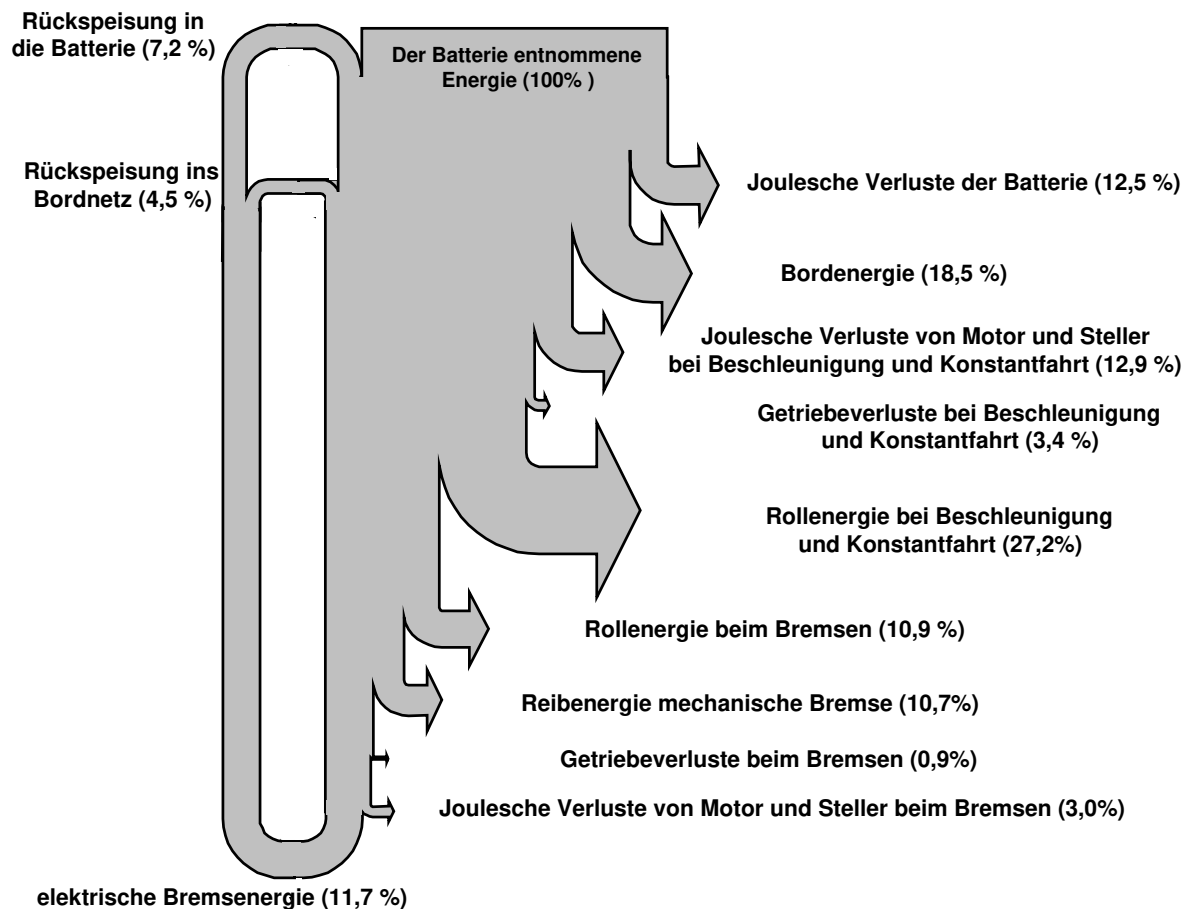 Rückspeisung in
die Batterie (7,2 %)
Der Batterie entnommene
Energie (100% )
Rückspeisung ins
Bordnetz (4,5 %)
Joulesche Verluste der Batterie (12,5 %)
Bordenergie (18,5 %)
Joulesche Verluste von Motor und Steller
bei Beschleunigung und Konstantfahrt (12,9 %)
Getriebeverluste bei Beschleunigung
und Konstantfahrt (3,4 %)
Rollenergie bei Beschleunigung
und Konstantfahrt (27,2%)
Rollenergie beim Bremsen (10,9 %)
Reibenergie mechanische Bremse (10,7%)
Getriebeverluste beim Bremsen (0,9%)
Joulesche Verluste von Motor und Steller beim Bremsen (3,0%)
elektrische Bremsenergie (11,7 %)